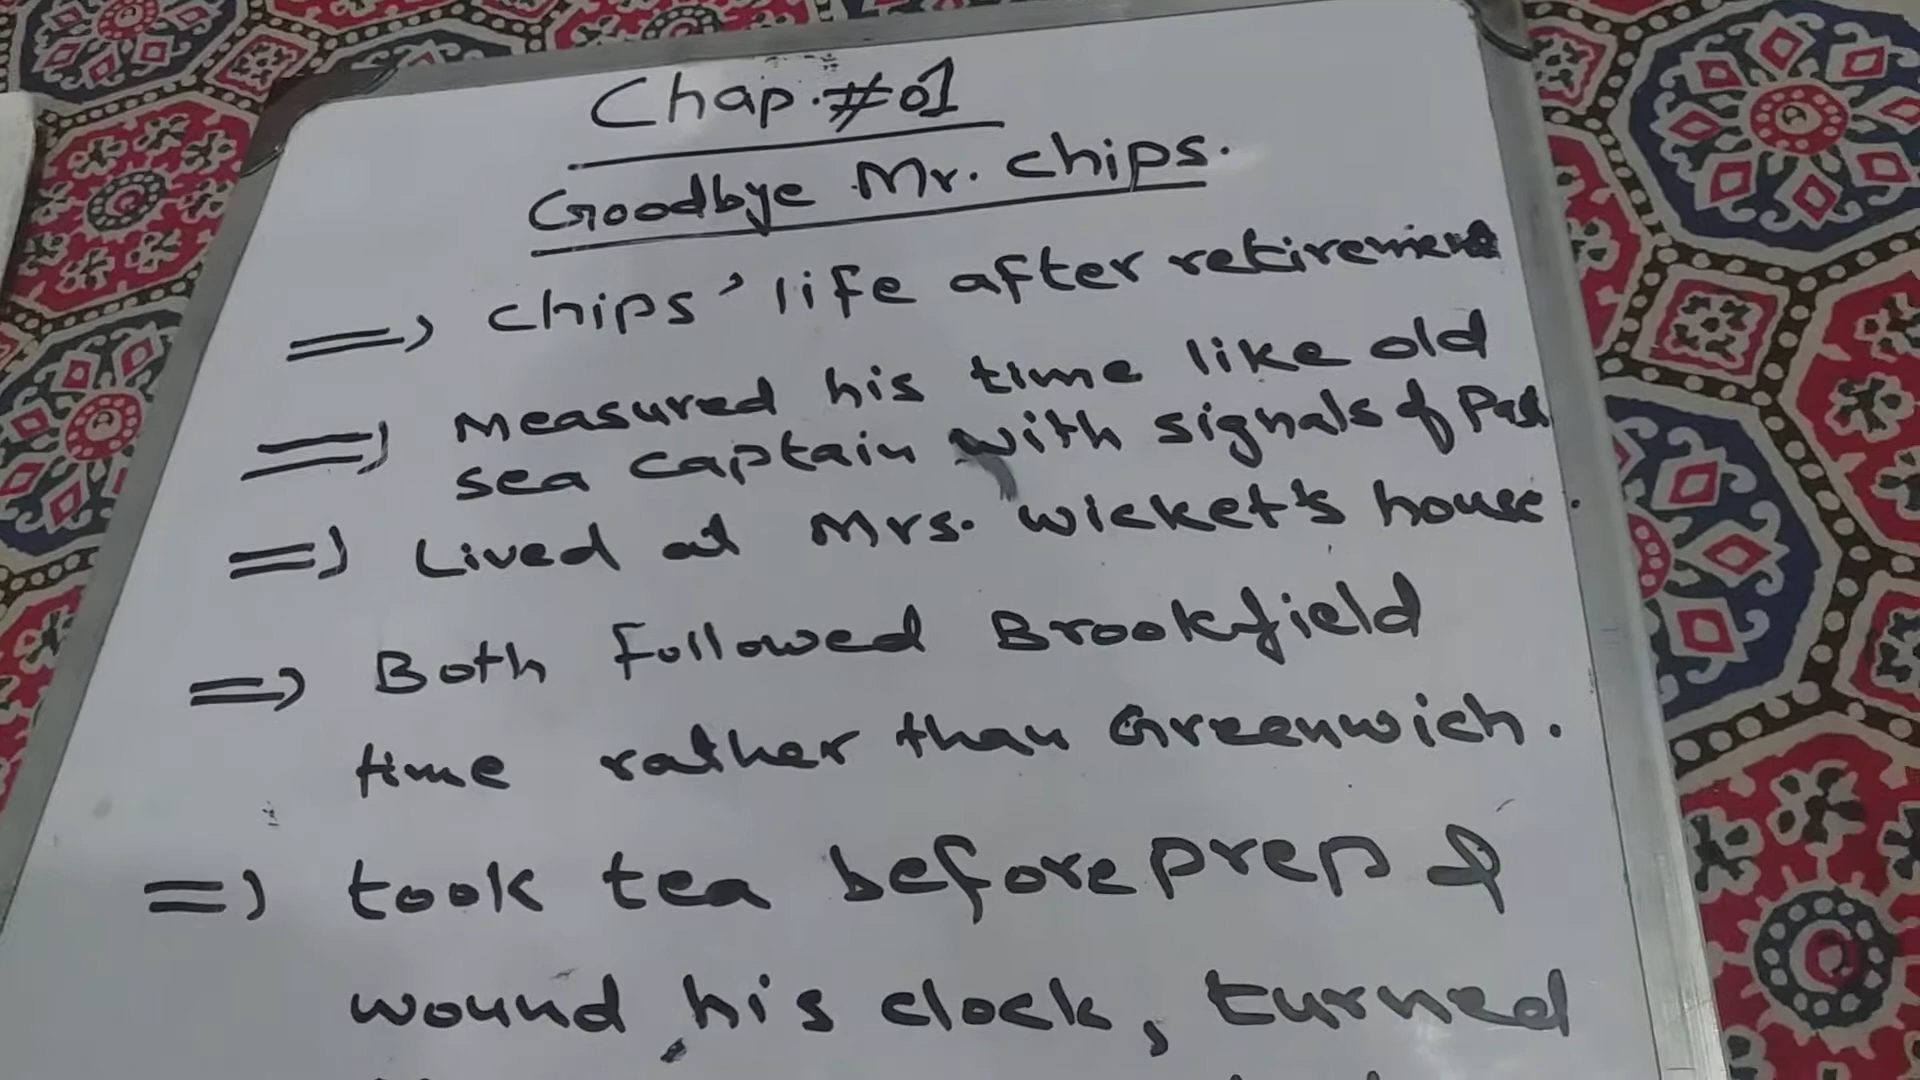 Chap. #01
Goodbye Mr. Chips.
=> Chips' life after retirement
=> Measured his time like old
sea captain with signals of Past
=> Lived at Mrs. Wicket's house.
=> Both followed Brookfield
time rather than Greenwich.
=> took tea before prep &
wound his clock, turned